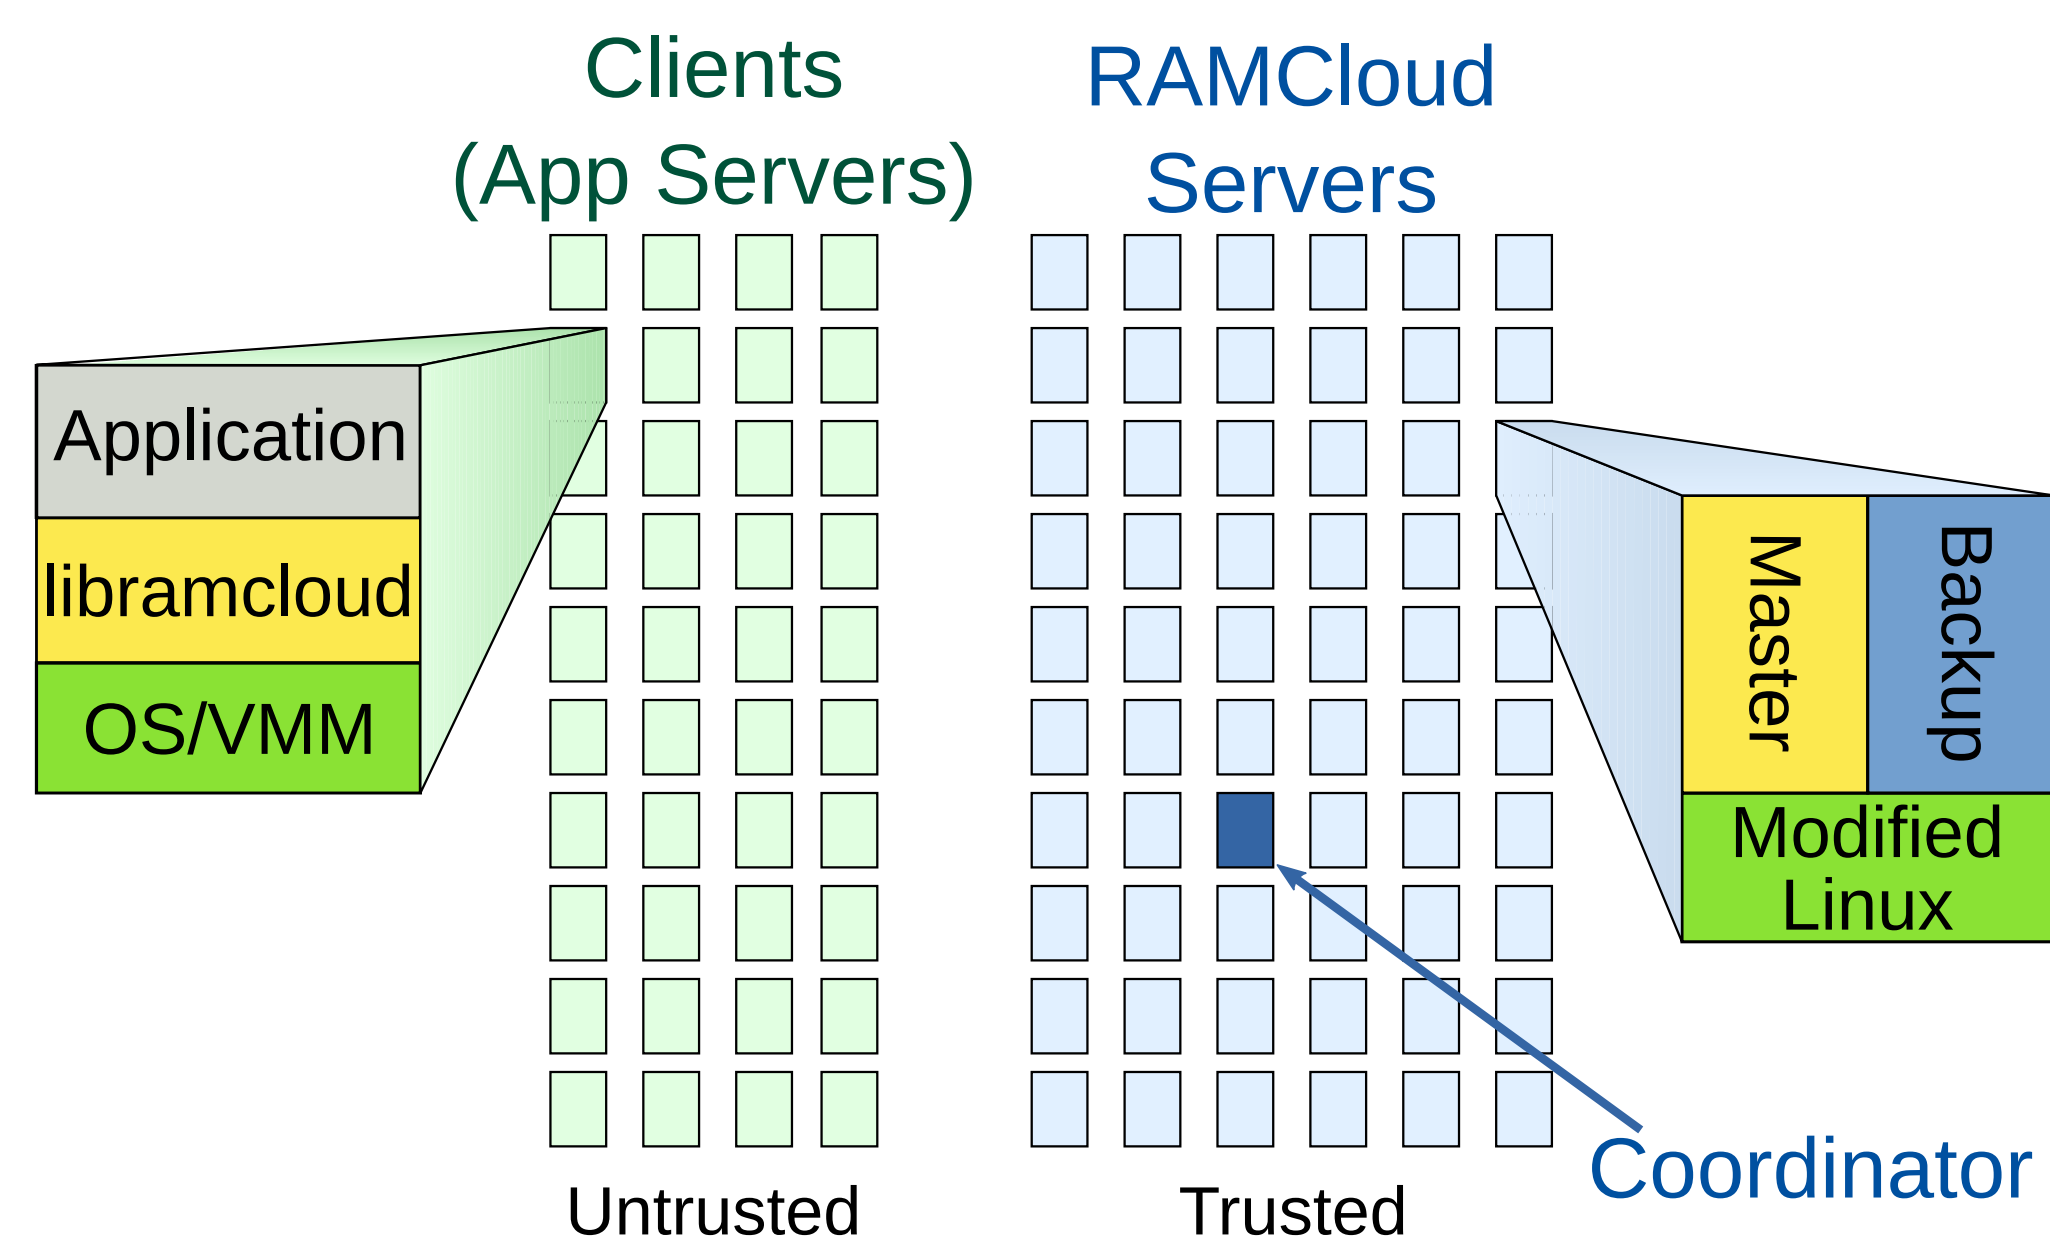 Clients
(App Servers)
RAMCloud
Servers
Application
libramcloud
OS/VMM
Master
Backup
Modified
Linux
Coordinator
Untrusted
Trusted